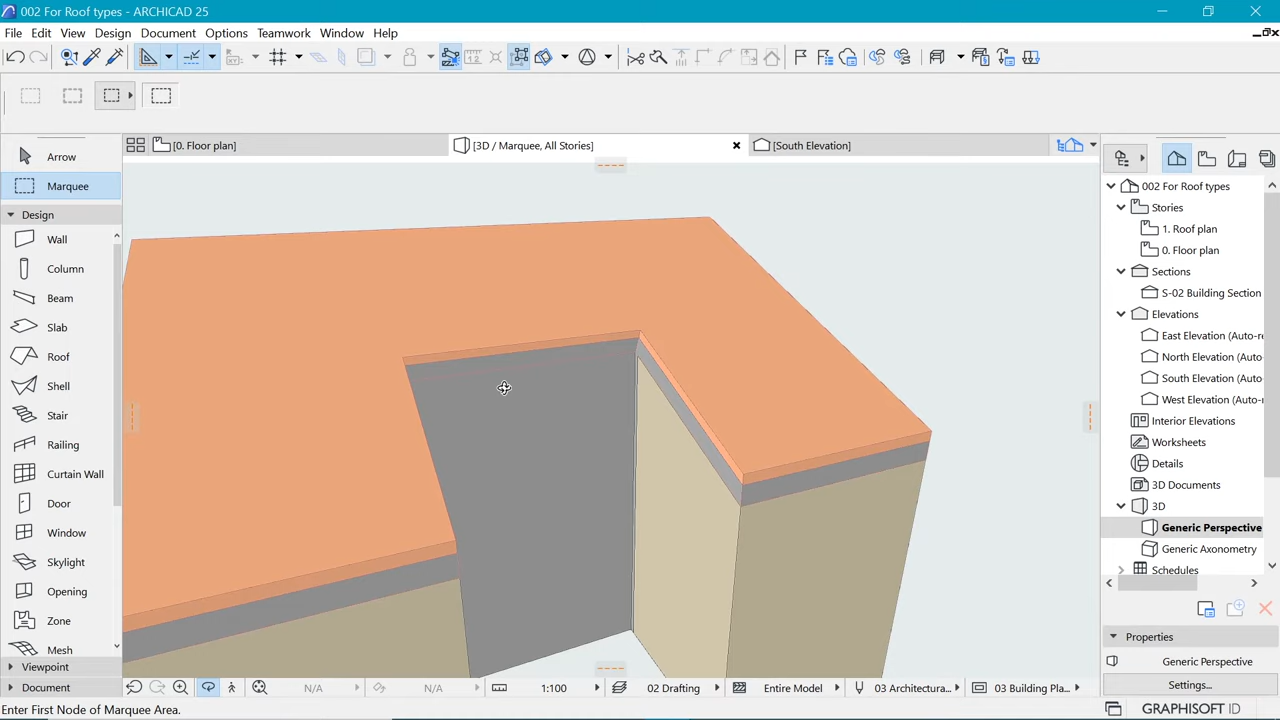 002 For Roof types - ARCHICAD 25
File Edit View Design Document Options Teamwork Window Help
[0. Floor plan]
[3D / Marquee, All Stories]
[South Elevation]
Arrow
Marquee
Design
Wall
Column
Beam
Slab
Roof
Shell
Stair
Railing
Curtain Wall
Door
Window
Skylight
Opening
Zone
Mesh
Viewpoint
Document
002 For Roof types
Stories
1. Roof plan
0. Floor plan
Sections
S-02 Building Section
Elevations
East Elevation (Auto-re
North Elevation (Auto
South Elevation (Auto
West Elevation (Auto-r
Interior Elevations
Worksheets
Details
3D Documents
3D
Generic Perspective
Generic Axonometry
Schedules
Properties
Generic Perspective
Settings...
N/A
N/A
1:100
02 Drafting
Entire Model
03 Architectura...
03 Building Pla...
Enter First Node of Marquee Area.
GRAPHISOFT ID